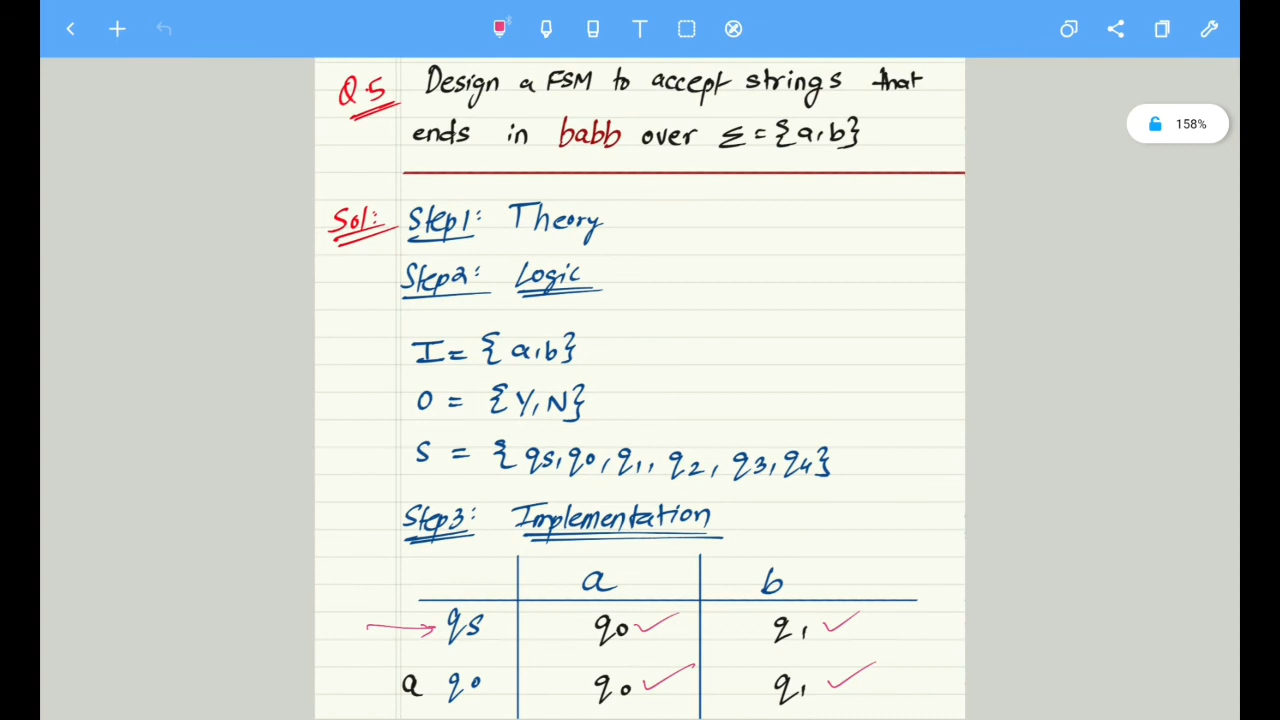 158%
Q.5 Design a FSM to accept strings that
ends in babb over Σ = {a,b}
Sol: Step1: Theory
Step2: Logic
I = {a,b}
O = {Y,N}
S = {qs, q0, q1, q2, q3, q4}
Step3: Implementation
a b
→ qs q0 ✓ q1 ✓
a q0 q0 ✓ q1 ✓